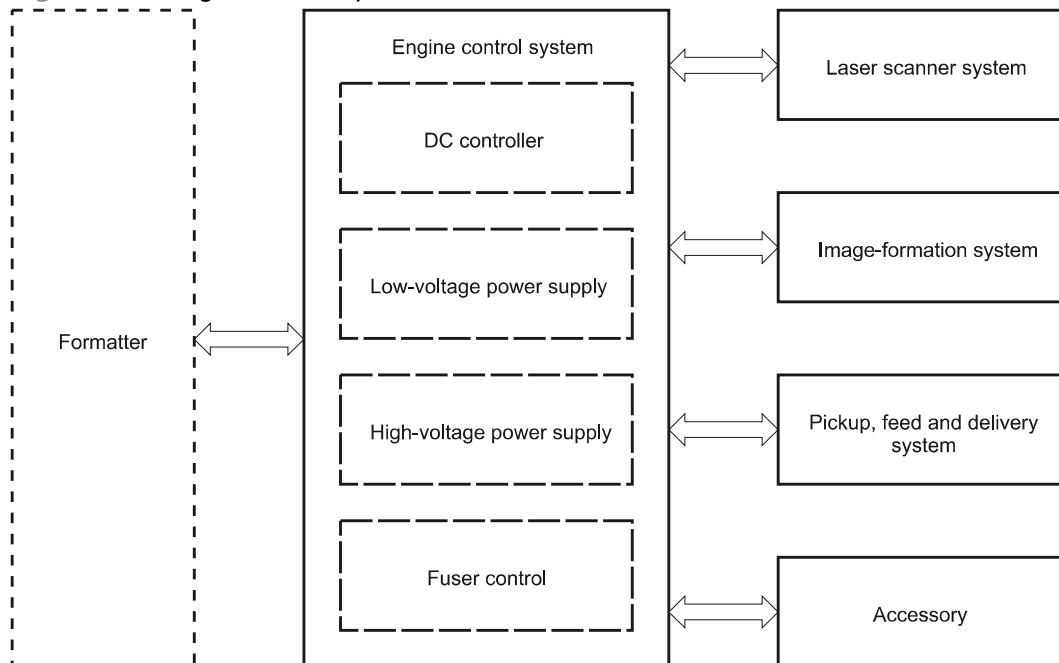 Engine control system
Laser scanner system
DC controller
Image-formation system
Low-voltage power supply
Formatter
Pickup, feed and delivery
system
High-voltage power supply
Fuser control
Accessory